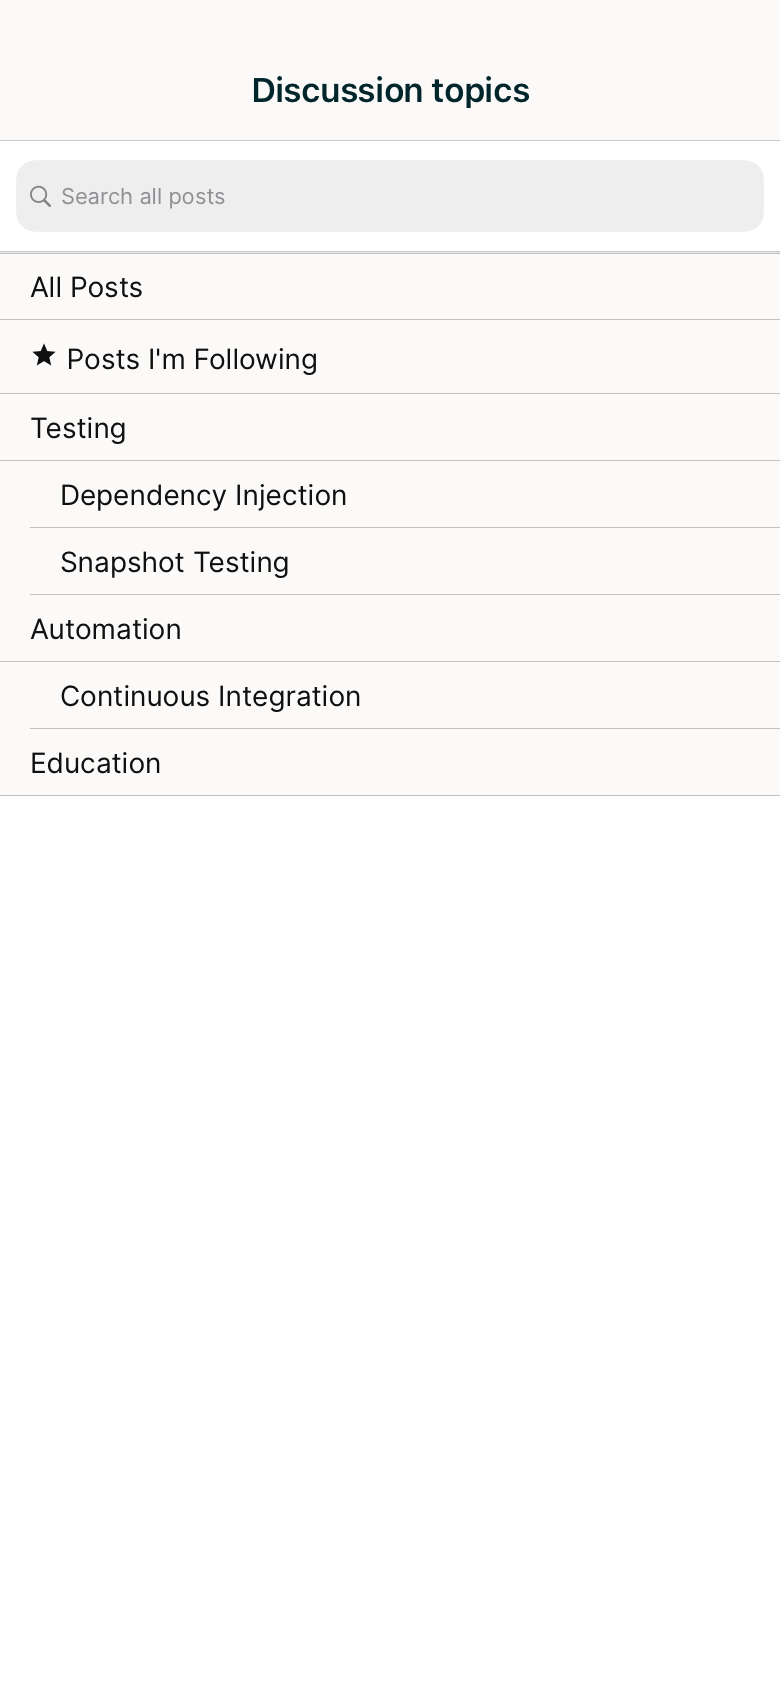 Discussion topics
Search all posts
All Posts
Posts I'm Following
Testing
Dependency Injection
Snapshot Testing
Automation
Continuous Integration
Education